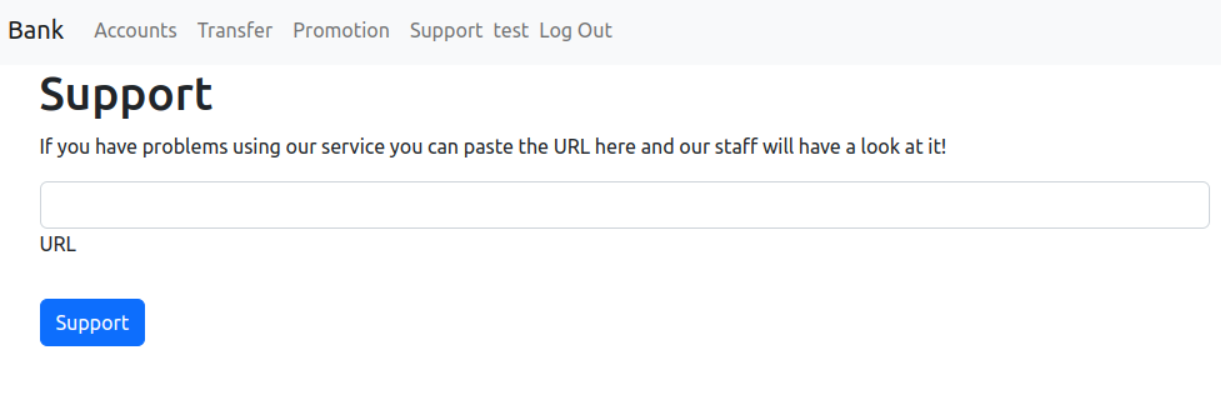 Bank Accounts Transfer Promotion Support test Log Out
Support
If you have problems using our service you can paste the URL here and our staff will have a look at it!
URL
Support